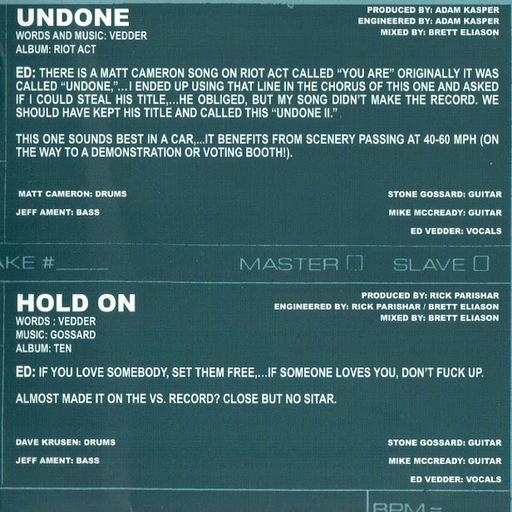 UNDONE
WORDS AND MUSIC: VEDDER
ALBUM: RIOT ACT
PRODUCED BY: ADAM KASPER
ENGINEERED BY: ADAM KASPER
MIXED BY: BRETT ELIASON
ED: THERE IS A MATT CAMERON SONG ON RIOT ACT CALLED “YOU ARE” ORIGINALLY IT WAS
CALLED “UNDONE,”...I ENDED UP USING THAT LINE IN THE CHORUS OF THIS ONE AND ASKED
IF I COULD STEAL HIS TITLE,...HE OBLIGED, BUT MY SONG DIDN’T MAKE THE RECORD. WE
SHOULD HAVE KEPT HIS TITLE AND CALLED THIS “UNDONE II.”
THIS ONE SOUNDS BEST IN A CAR,...IT BENEFITS FROM SCENERY PASSING AT 40-60 MPH (ON
THE WAY TO A DEMONSTRATION OR VOTING BOOTH!).
MATT CAMERON: DRUMS
JEFF AMENT: BASS
STONE GOSSARD: GUITAR
MIKE MCCREADY: GUITAR
ED VEDDER: VOCALS
AKE #____ MASTER SLAVE
HOLD ON
WORDS : VEDDER
MUSIC: GOSSARD
ALBUM: TEN
PRODUCED BY: RICK PARISHAR
ENGINEERED BY: RICK PARISHAR / BRETT ELIASON
MIXED BY: BRETT ELIASON
ED: IF YOU LOVE SOMEBODY, SET THEM FREE,...IF SOMEONE LOVES YOU, DON’T FUCK UP.
ALMOST MADE IT ON THE VS. RECORD? CLOSE BUT NO SITAR.
DAVE KRUSEN: DRUMS
JEFF AMENT: BASS
STONE GOSSARD: GUITAR
MIKE MCCREADY: GUITAR
ED VEDDER: VOCALS
BPM =